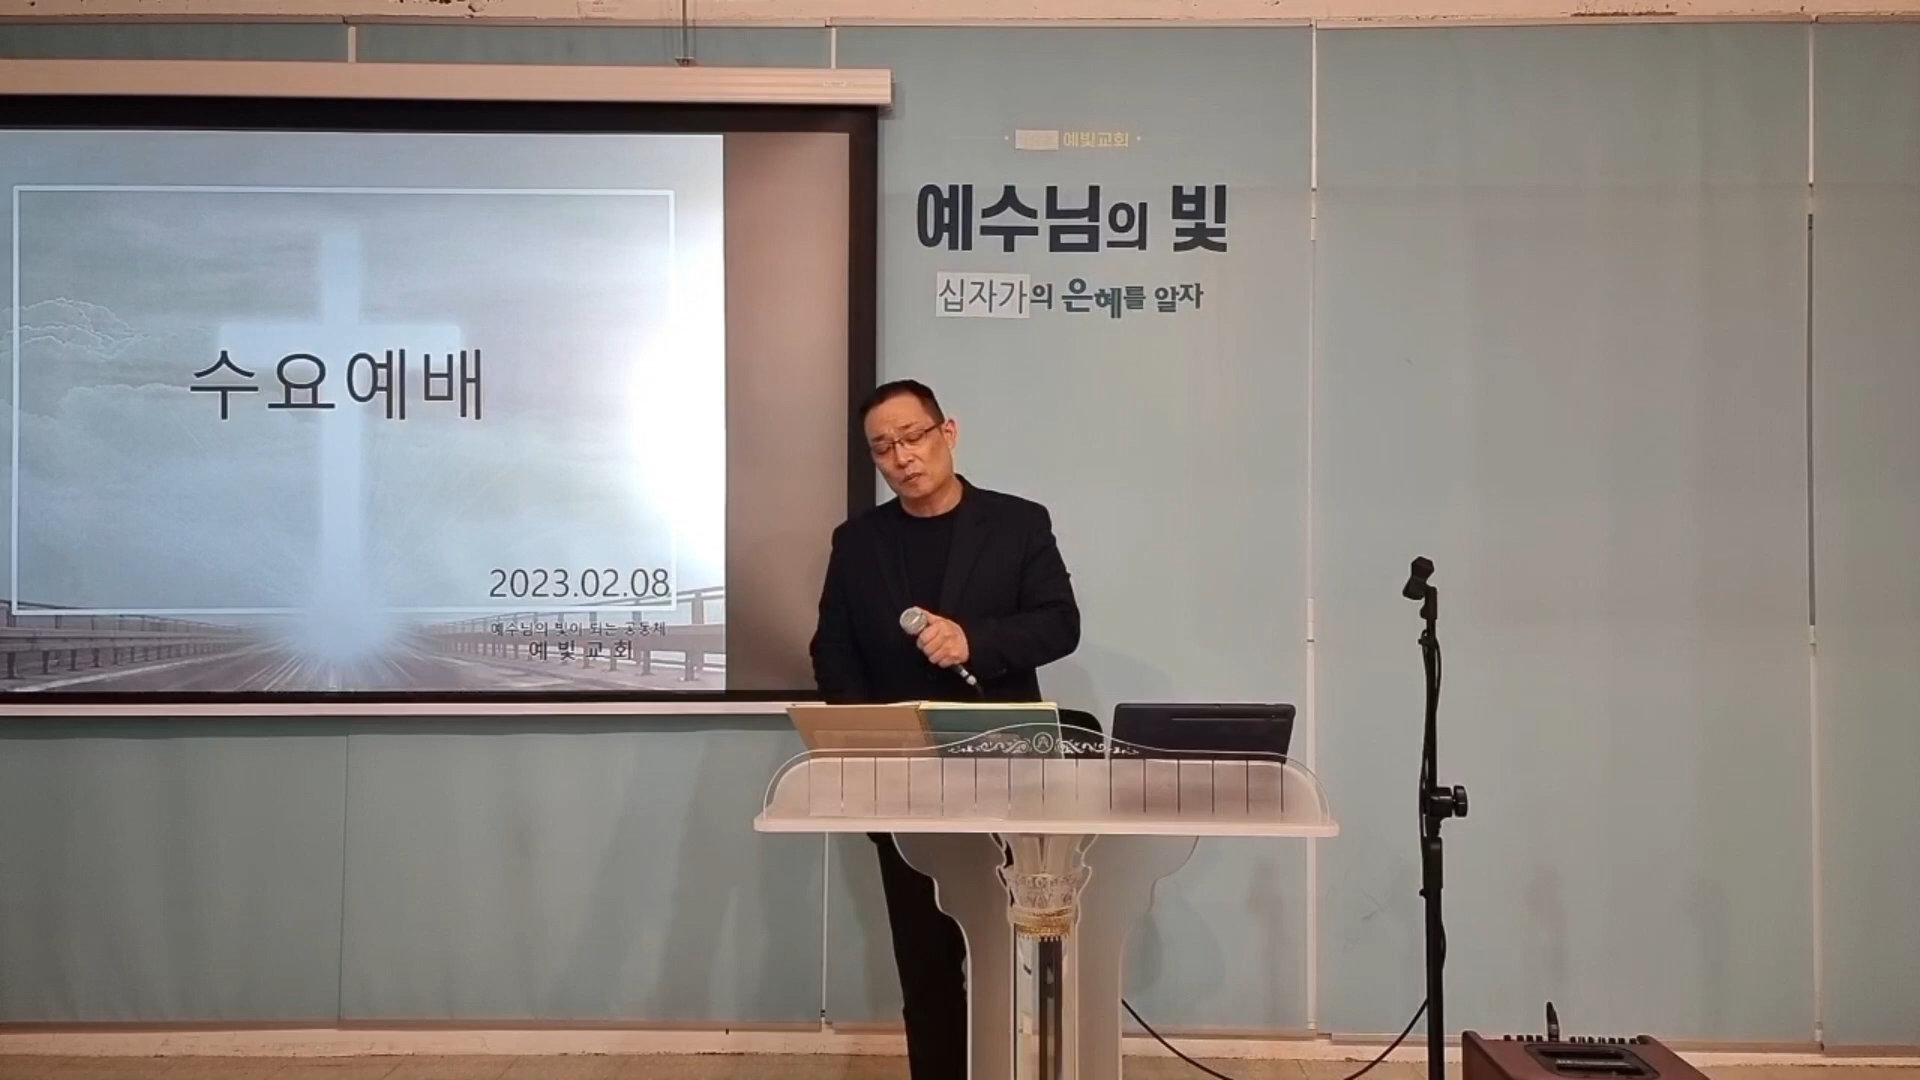 수요예배
2023.02.08
예수님의 빛이 되는 공동체
예빛교회
예빛교회
예수님의 빛
십자가의 은혜를 알자